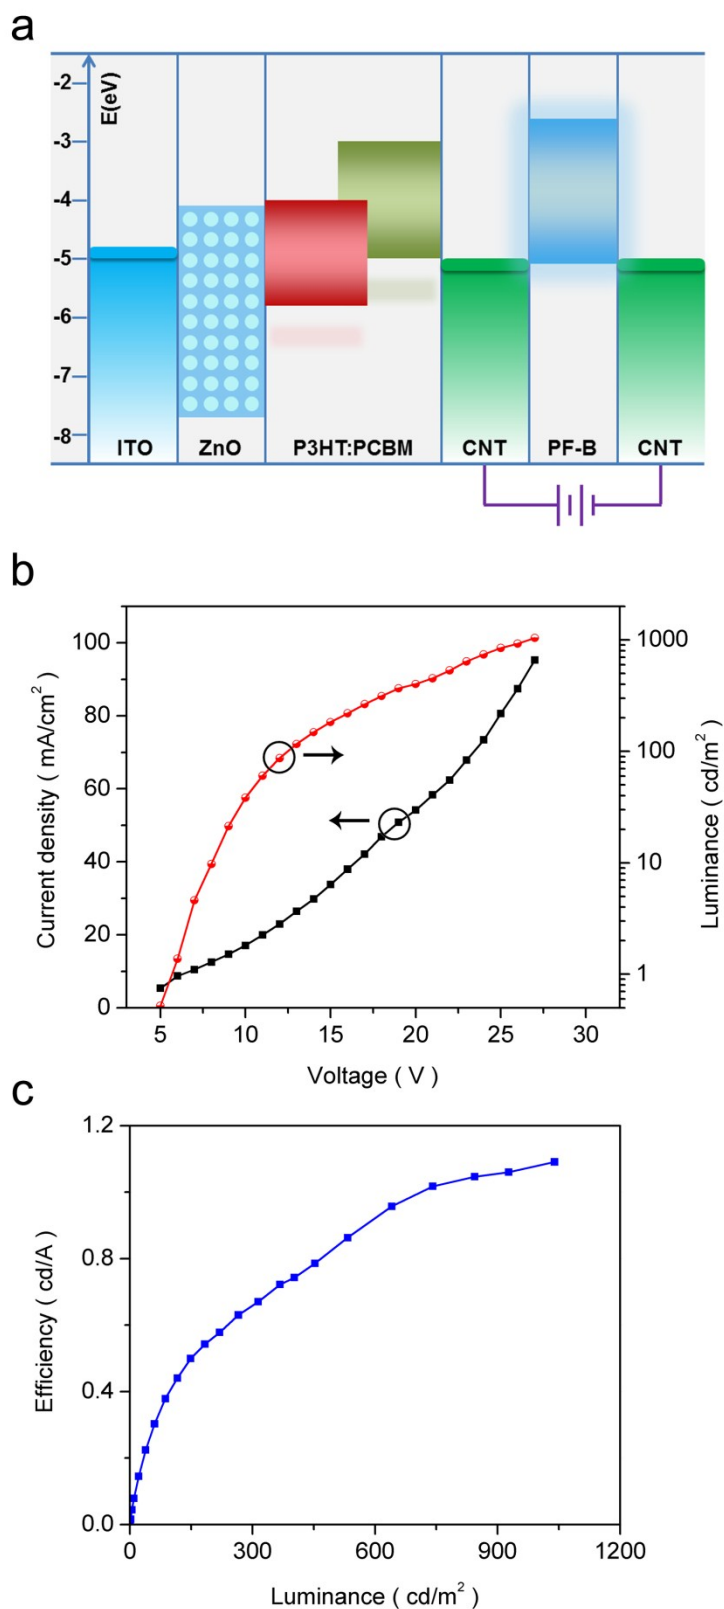 a
E(eV)
-2
-3
-4
-5
-6
-7
-8
ITO ZnO P3HT:PCBM CNT PF-B CNT
b
Current density ( mA/cm²)
100
80
60
40
20
0
1000
100
10
1
Luminance ( cd/m²)
5 10 15 20 25 30
Voltage ( V )
c
Efficiency ( cd/A )
1.2
0.8
0.4
0.0
0 300 600 900 1200
Luminance ( cd/m²)